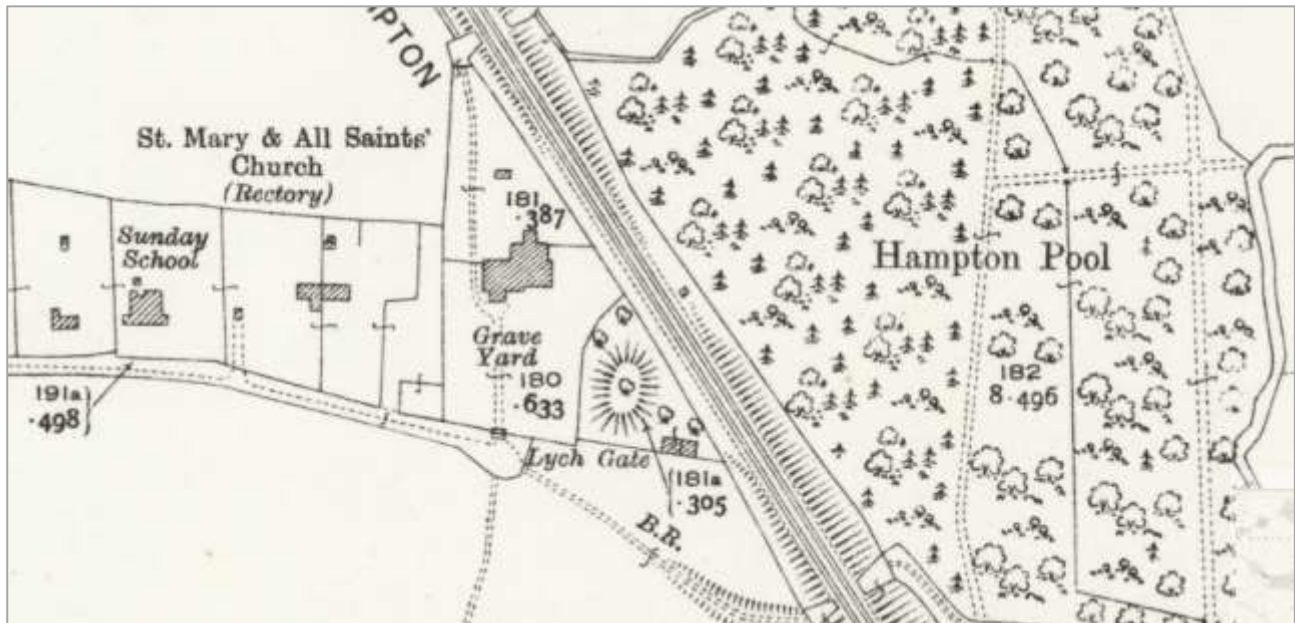 MPTON
St. Mary & All Saints'
Church
(Rectory)
181
·387
Sunday
School
Hampton Pool
Grave
Yard
180
·633
182
8·496
191a
·498
Lych Gate
181a
·305
B.R.